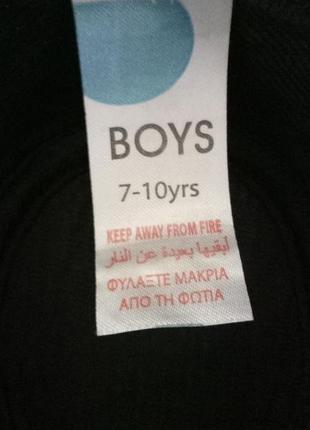 BOYS
7-10yrs
KEEP AWAY FROM FIRE
أبقيها بعيدة عن النار
ΦΥΛΑΞΤΕ ΜΑΚΡΙΑ
ΑΠΟ ΤΗ ΦΩΤΙΑ